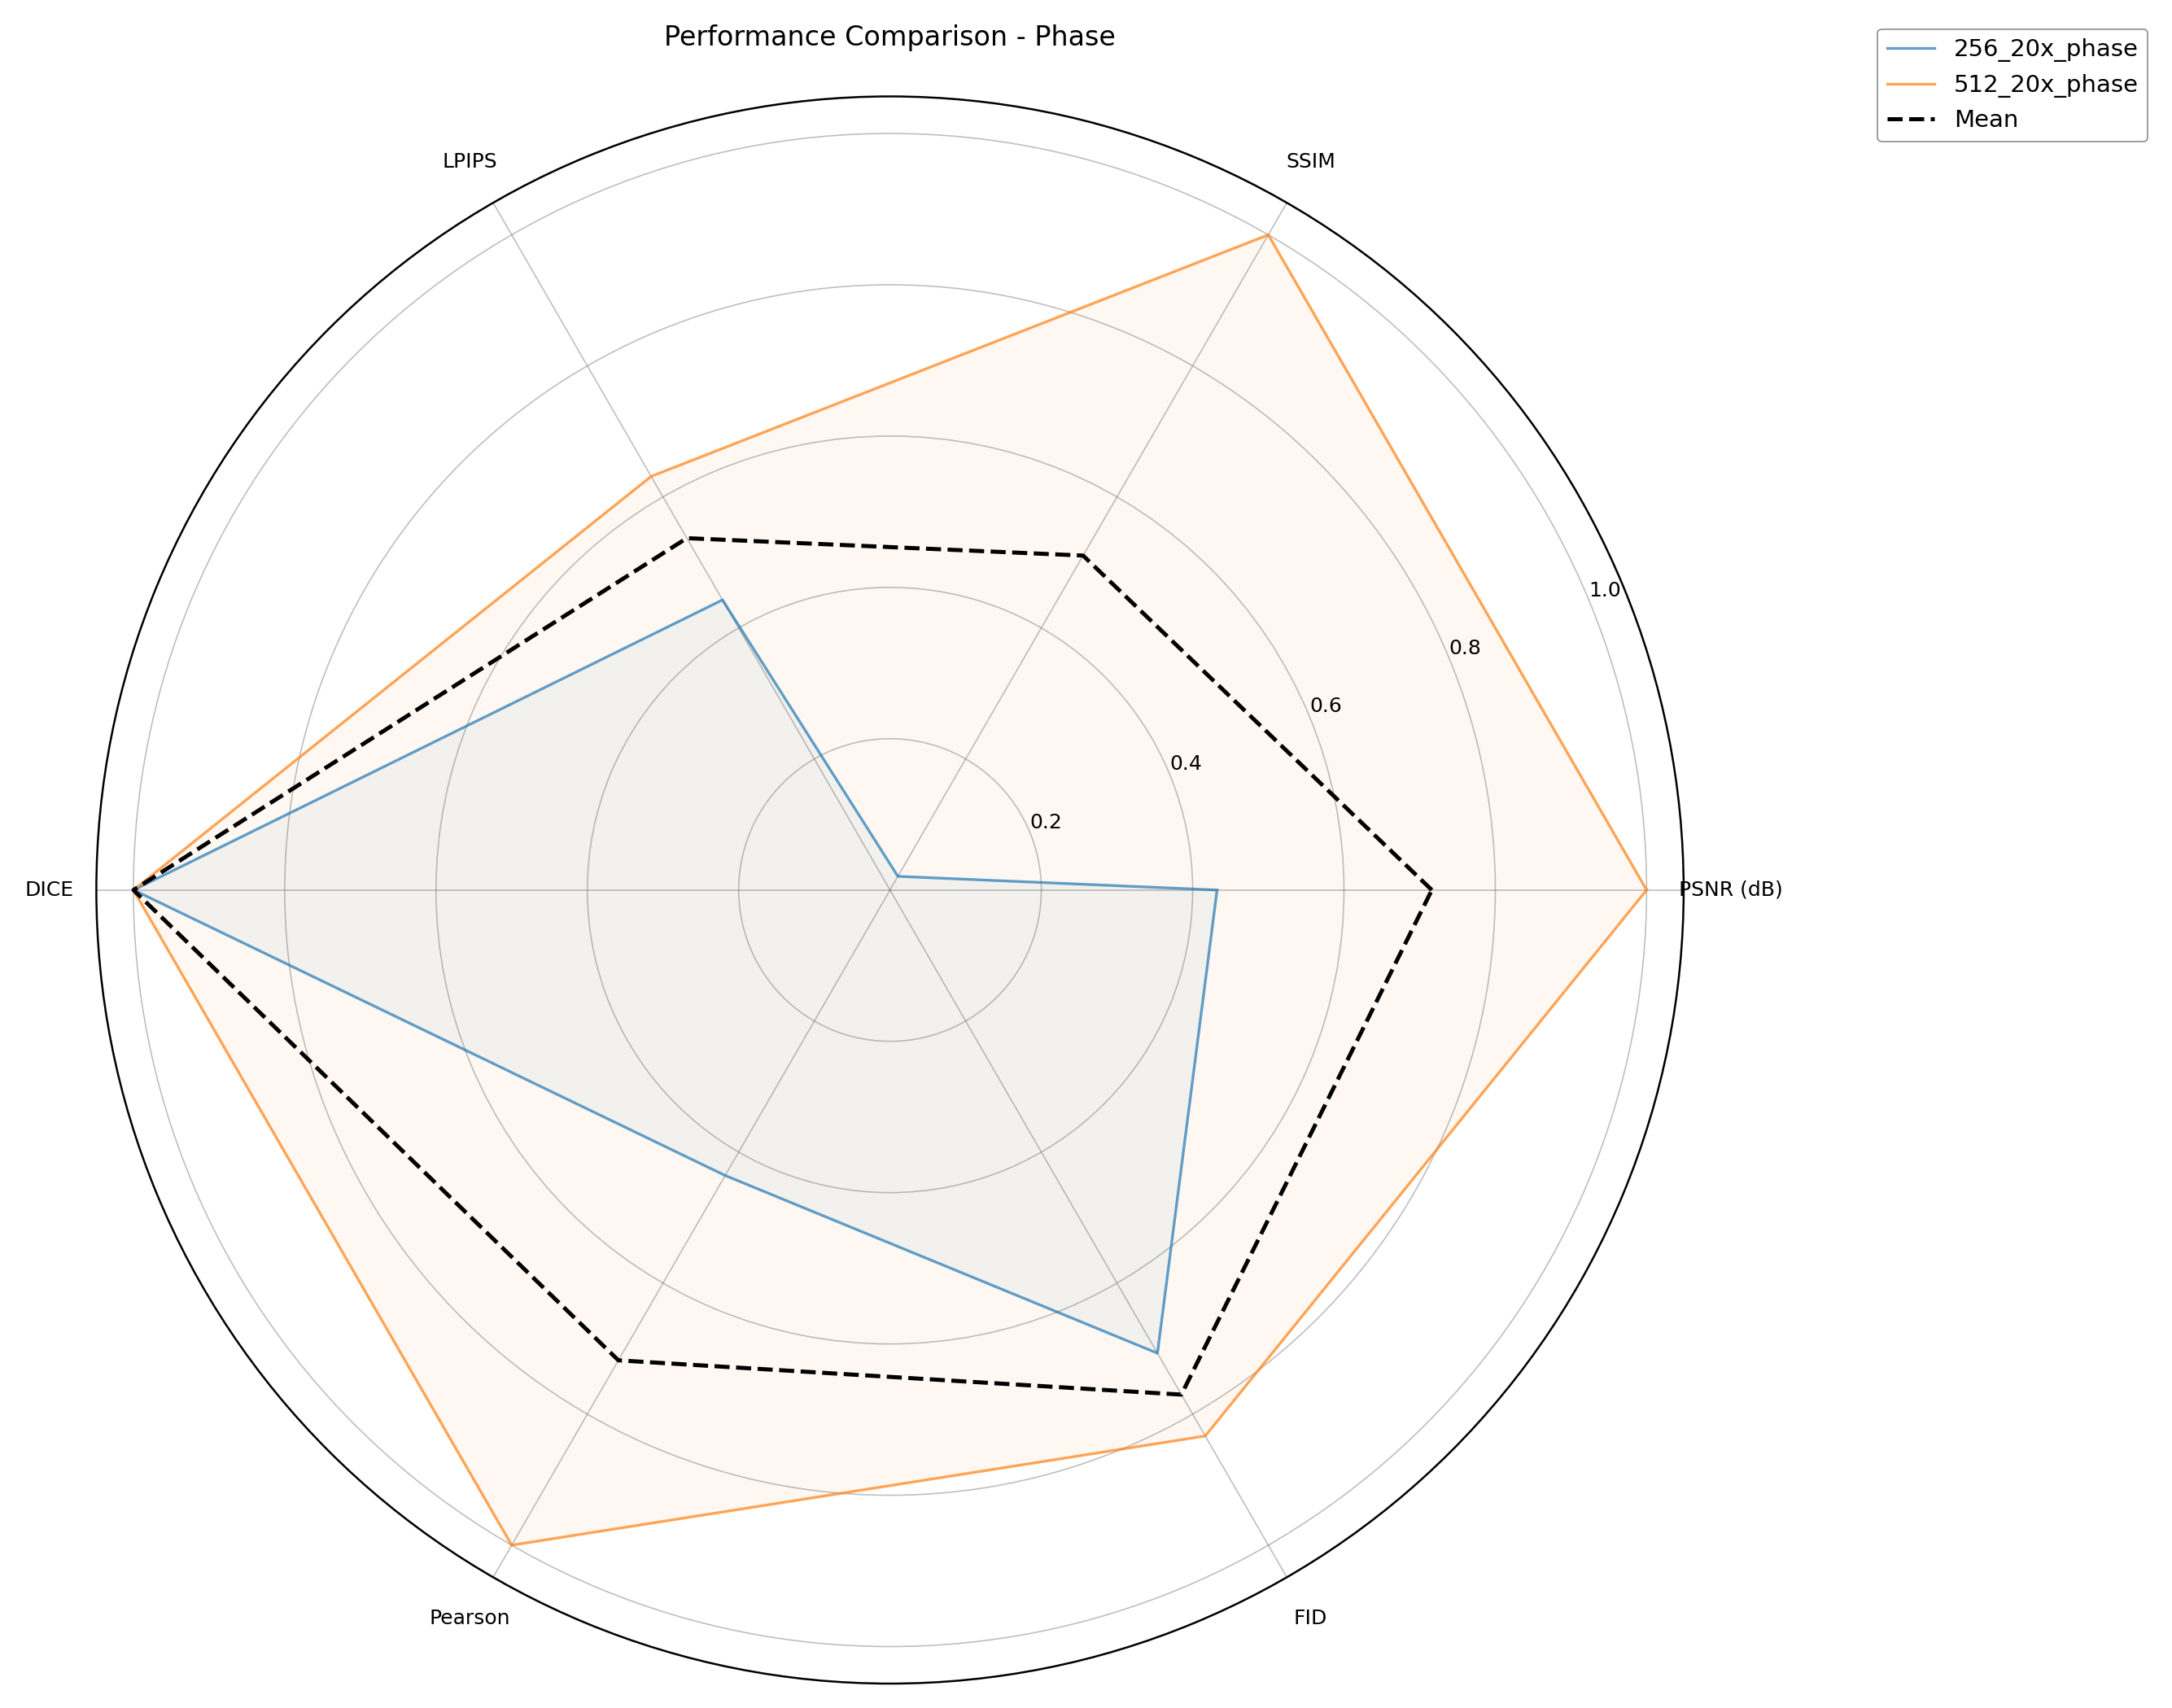 Performance Comparison - Phase
256_20x_phase
512_20x_phase
Mean
LPIPS
SSIM
1.0
0.8
0.6
0.4
0.2
DICE
PSNR (dB)
Pearson
FID